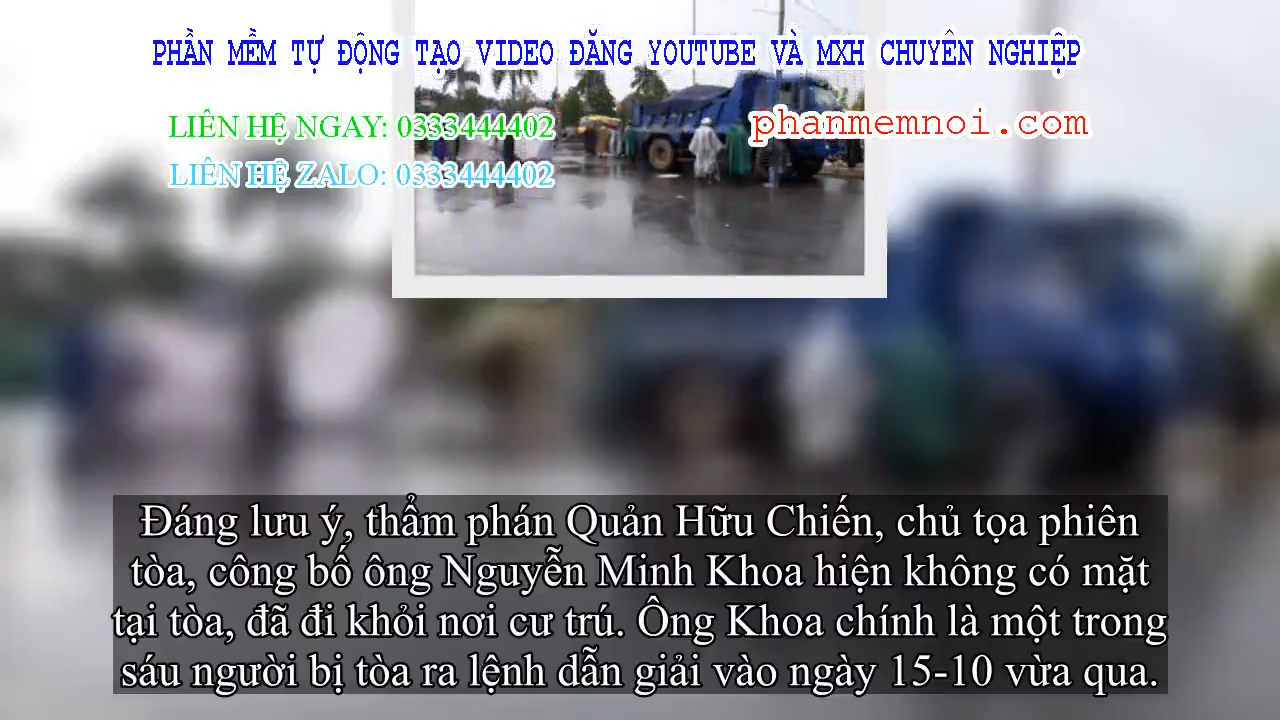 PHẦN MỀM TỰ ĐỘNG TẠO VIDEO ĐĂNG YOUTUBE VÀ MXH CHUYÊN NGHIỆP
LIÊN HỆ NGAY: 0333444402
phanmemnoi.com
LIÊN HỆ ZALO: 0333444402
Đáng lưu ý, thẩm phán Quản Hữu Chiến, chủ tọa phiên
tòa, công bố ông Nguyễn Minh Khoa hiện không có mặt
tại tòa, đã đi khỏi nơi cư trú. Ông Khoa chính là một trong
sáu người bị tòa ra lệnh dẫn giải vào ngày 15-10 vừa qua.